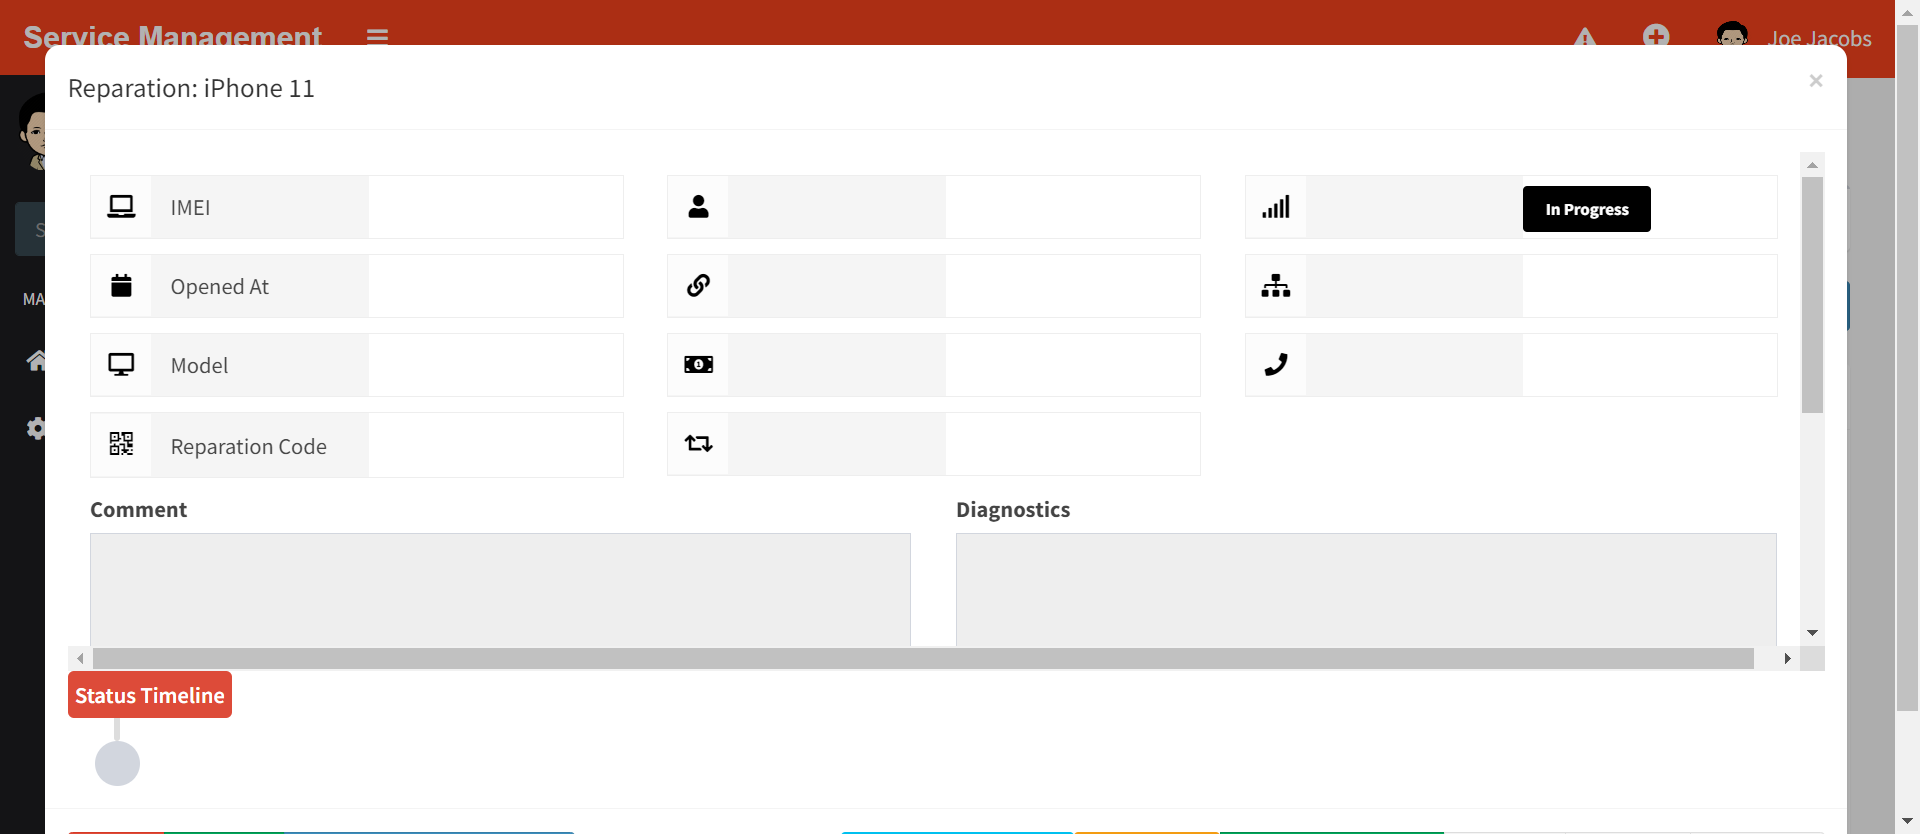 Service Management
Joe Jacobs
Reparation: iPhone 11
×
IMEI
In Progress
Opened At
MA
Model
Reparation Code
Comment
Diagnostics
Status Timeline